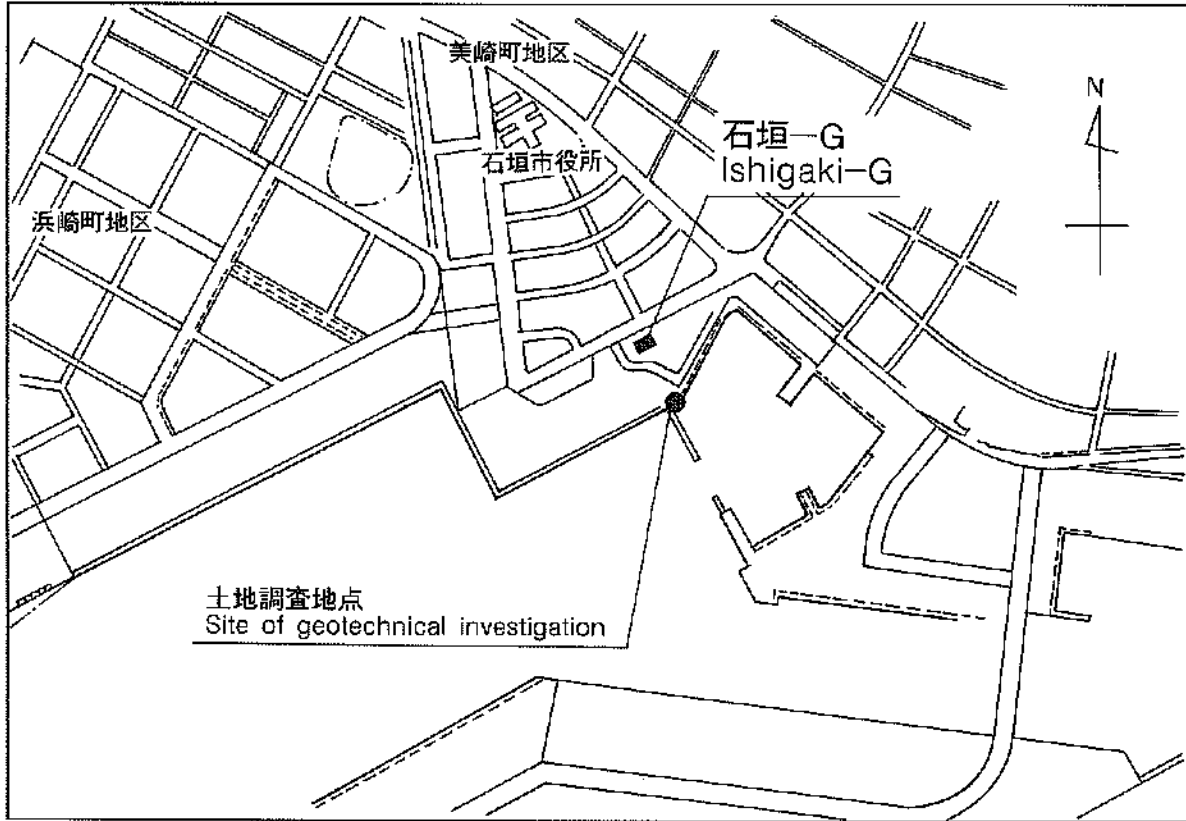 美崎町地区
N
石垣－G
Ishigaki－G
石垣市役所
浜崎町地区
土地調査地点
Site of geotechnical investigation